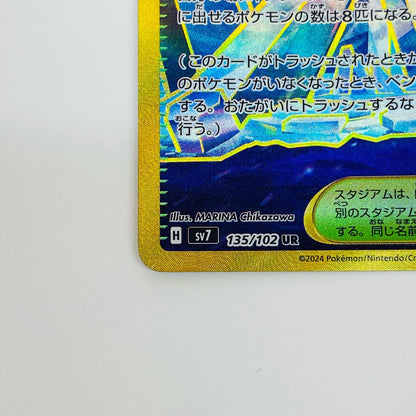 に出せるポケモンの数は8匹になる。
（このカードがトラッシュされたとき
のポケモンがいなくなったとき、ベン
する。おたがいにトラッシュするな
行う。）
スタジアムは、
別のスタジアム
する。同じ名前
Illus. MARINA Chikazawa
H sv7 135/102 UR
©2024 Pokémon/Nintendo/Cr